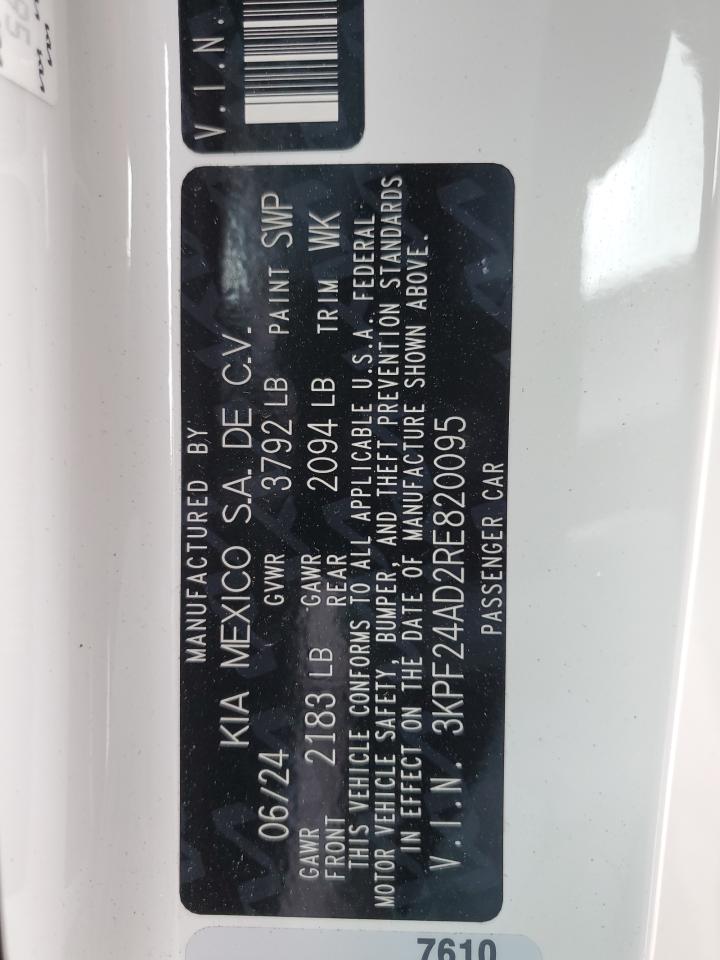 V.I.N.
MANUFACTURED BY
KIA MEXICO S.A. DE C.V.
06/24 GVWR 3792 LB PAINT SWP
GAWR FRONT 2183 LB GAWR REAR 2094 LB TRIM WK
THIS VEHICLE CONFORMS TO ALL APPLICABLE U.S.A. FEDERAL
MOTOR VEHICLE SAFETY, BUMPER, AND THEFT PREVENTION STANDARDS
IN EFFECT ON THE DATE OF MANUFACTURE SHOWN ABOVE..
V.I.N. 3KPF24AD2RE820095
PASSENGER CAR
7610